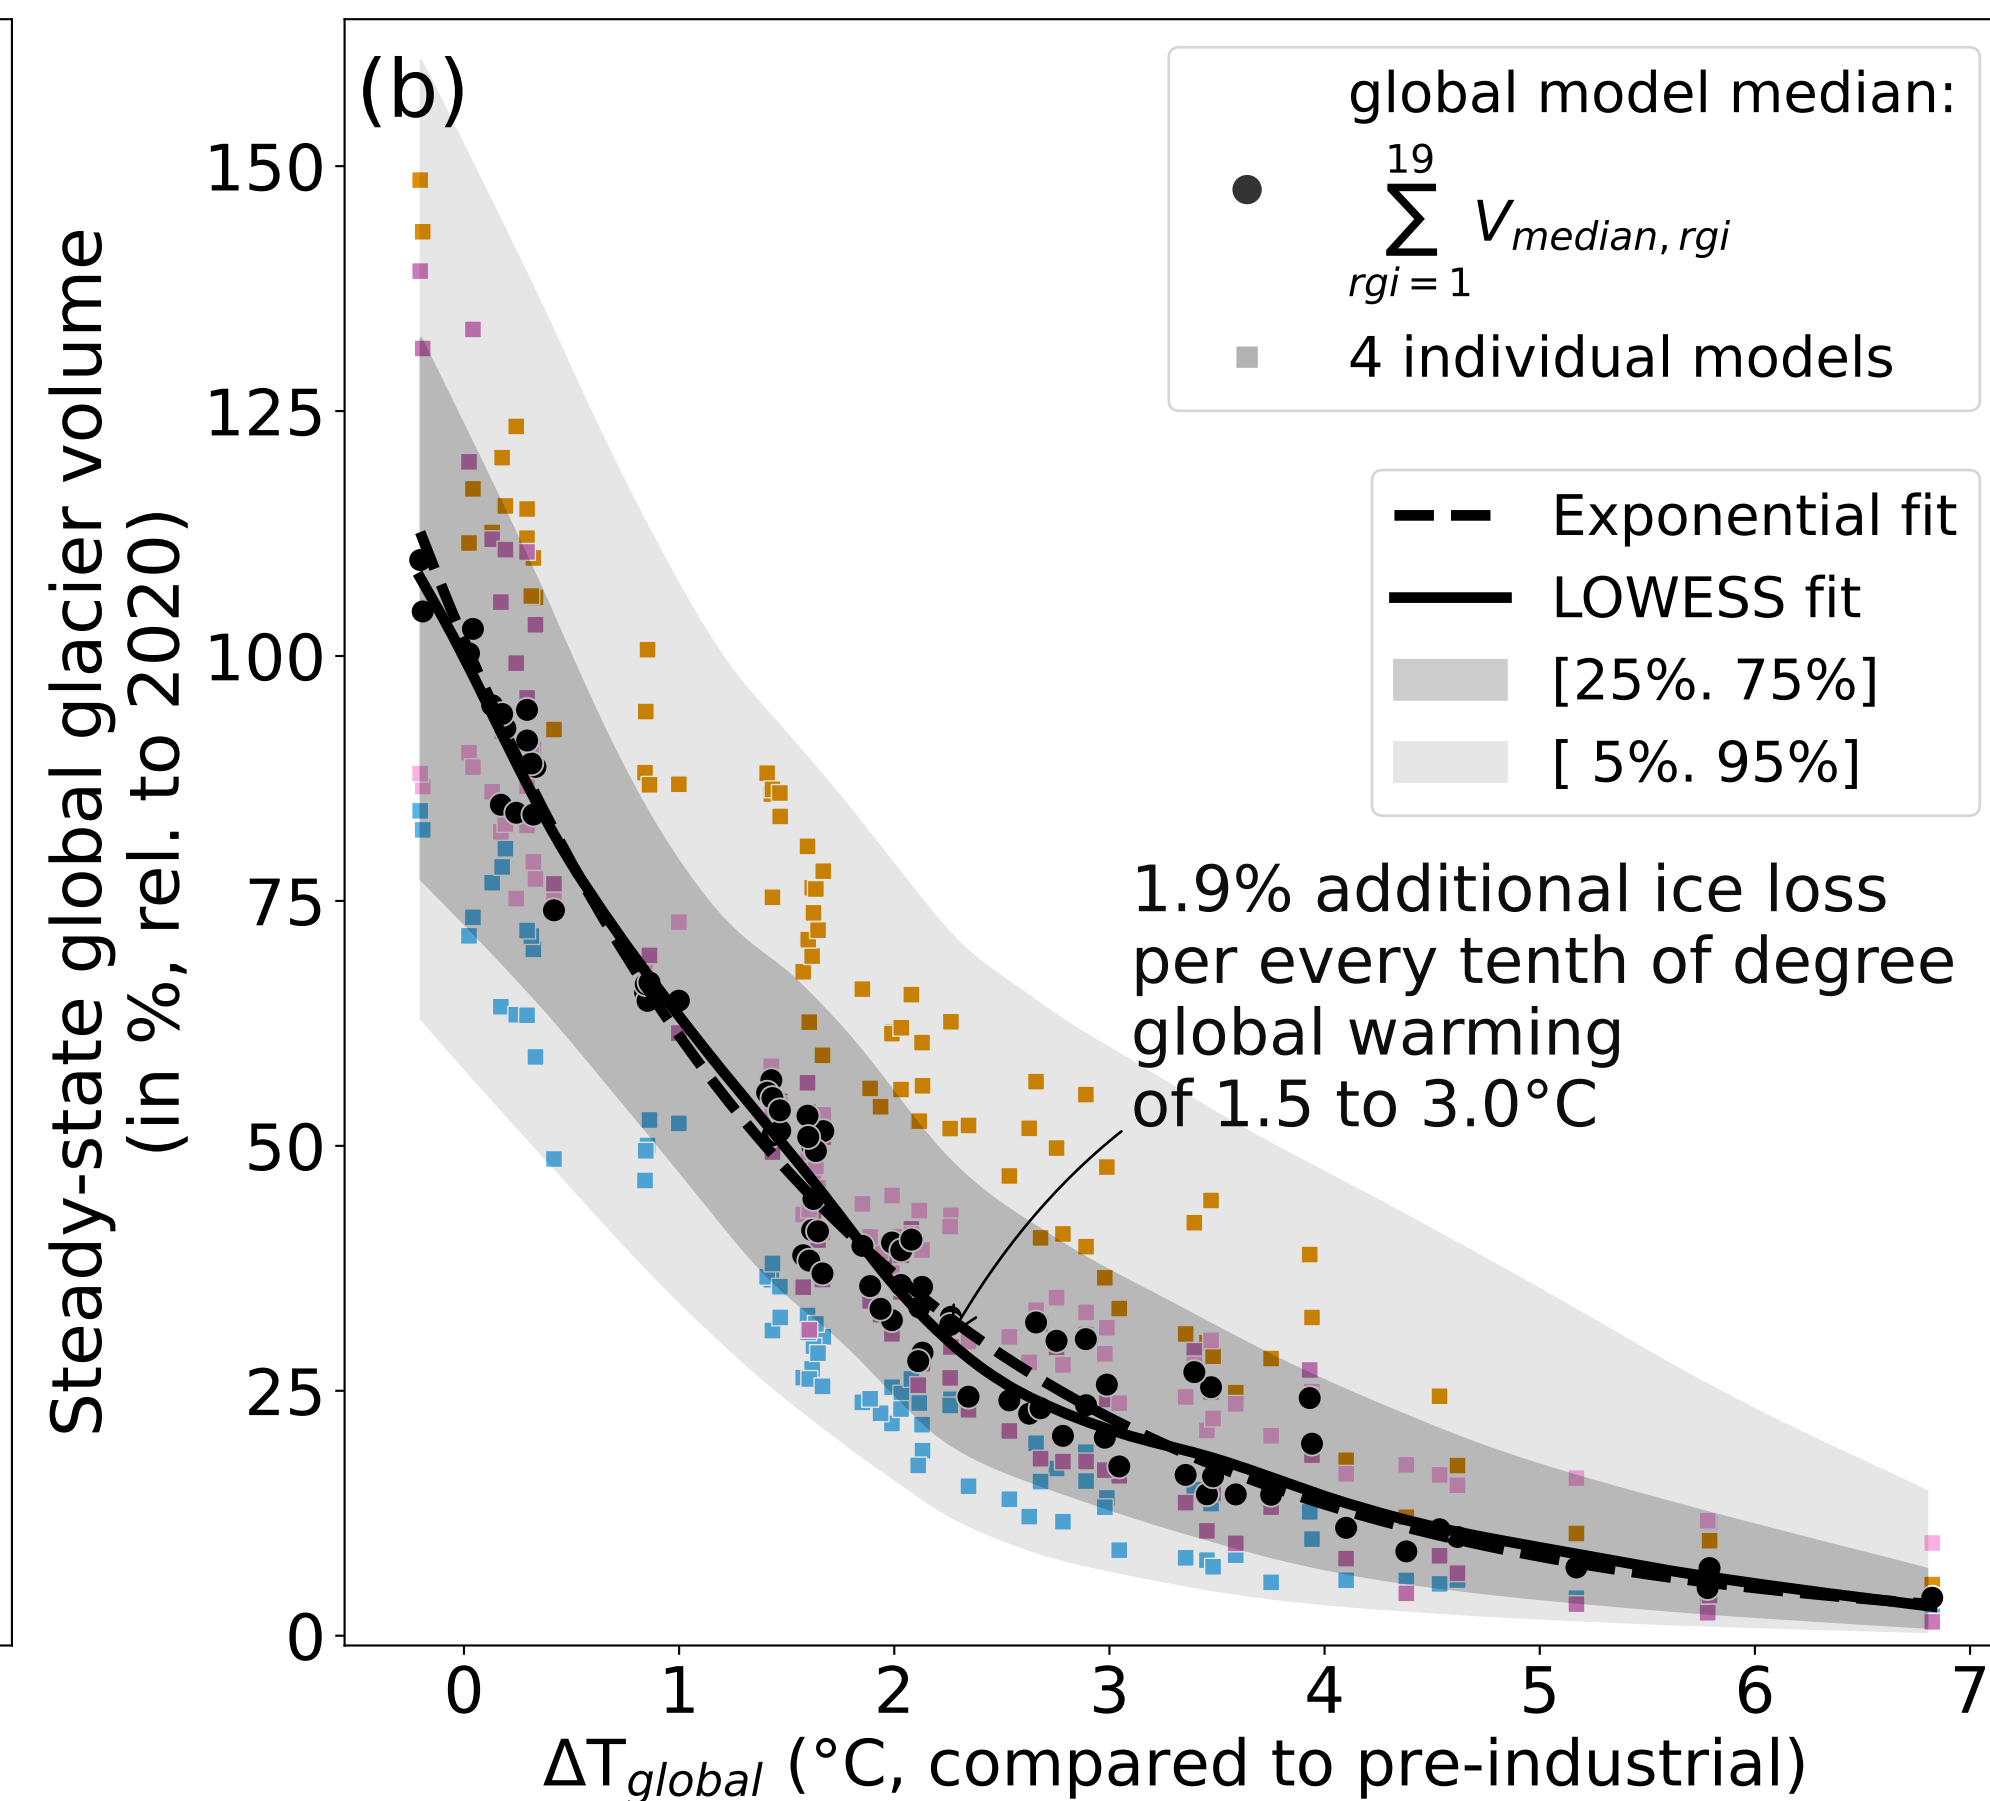 (b)
global model median:
19
∑ V_median, rgi
rgi = 1
4 individual models
Exponential fit
LOWESS fit
[25%. 75%]
[ 5%. 95%]
1.9% additional ice loss
per every tenth of degree
global warming
of 1.5 to 3.0°C
Steady-state global glacier volume
(in %, rel. to 2020)
150
125
100
75
50
25
0
0 1 2 3 4 5 6 7
ΔT_global (°C, compared to pre-industrial)